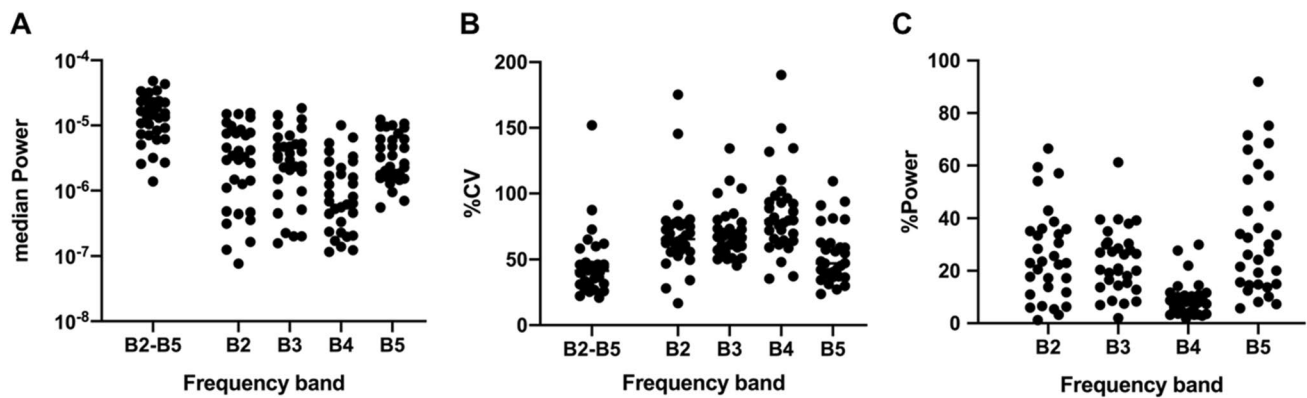 A
median Power
10-4
10-5
10-6
10-7
10-8
B2-B5 B2 B3 B4 B5
Frequency band
B
%CV
200
150
100
50
0
B2-B5 B2 B3 B4 B5
Frequency band
C
%Power
100
80
60
40
20
0
B2 B3 B4 B5
Frequency band